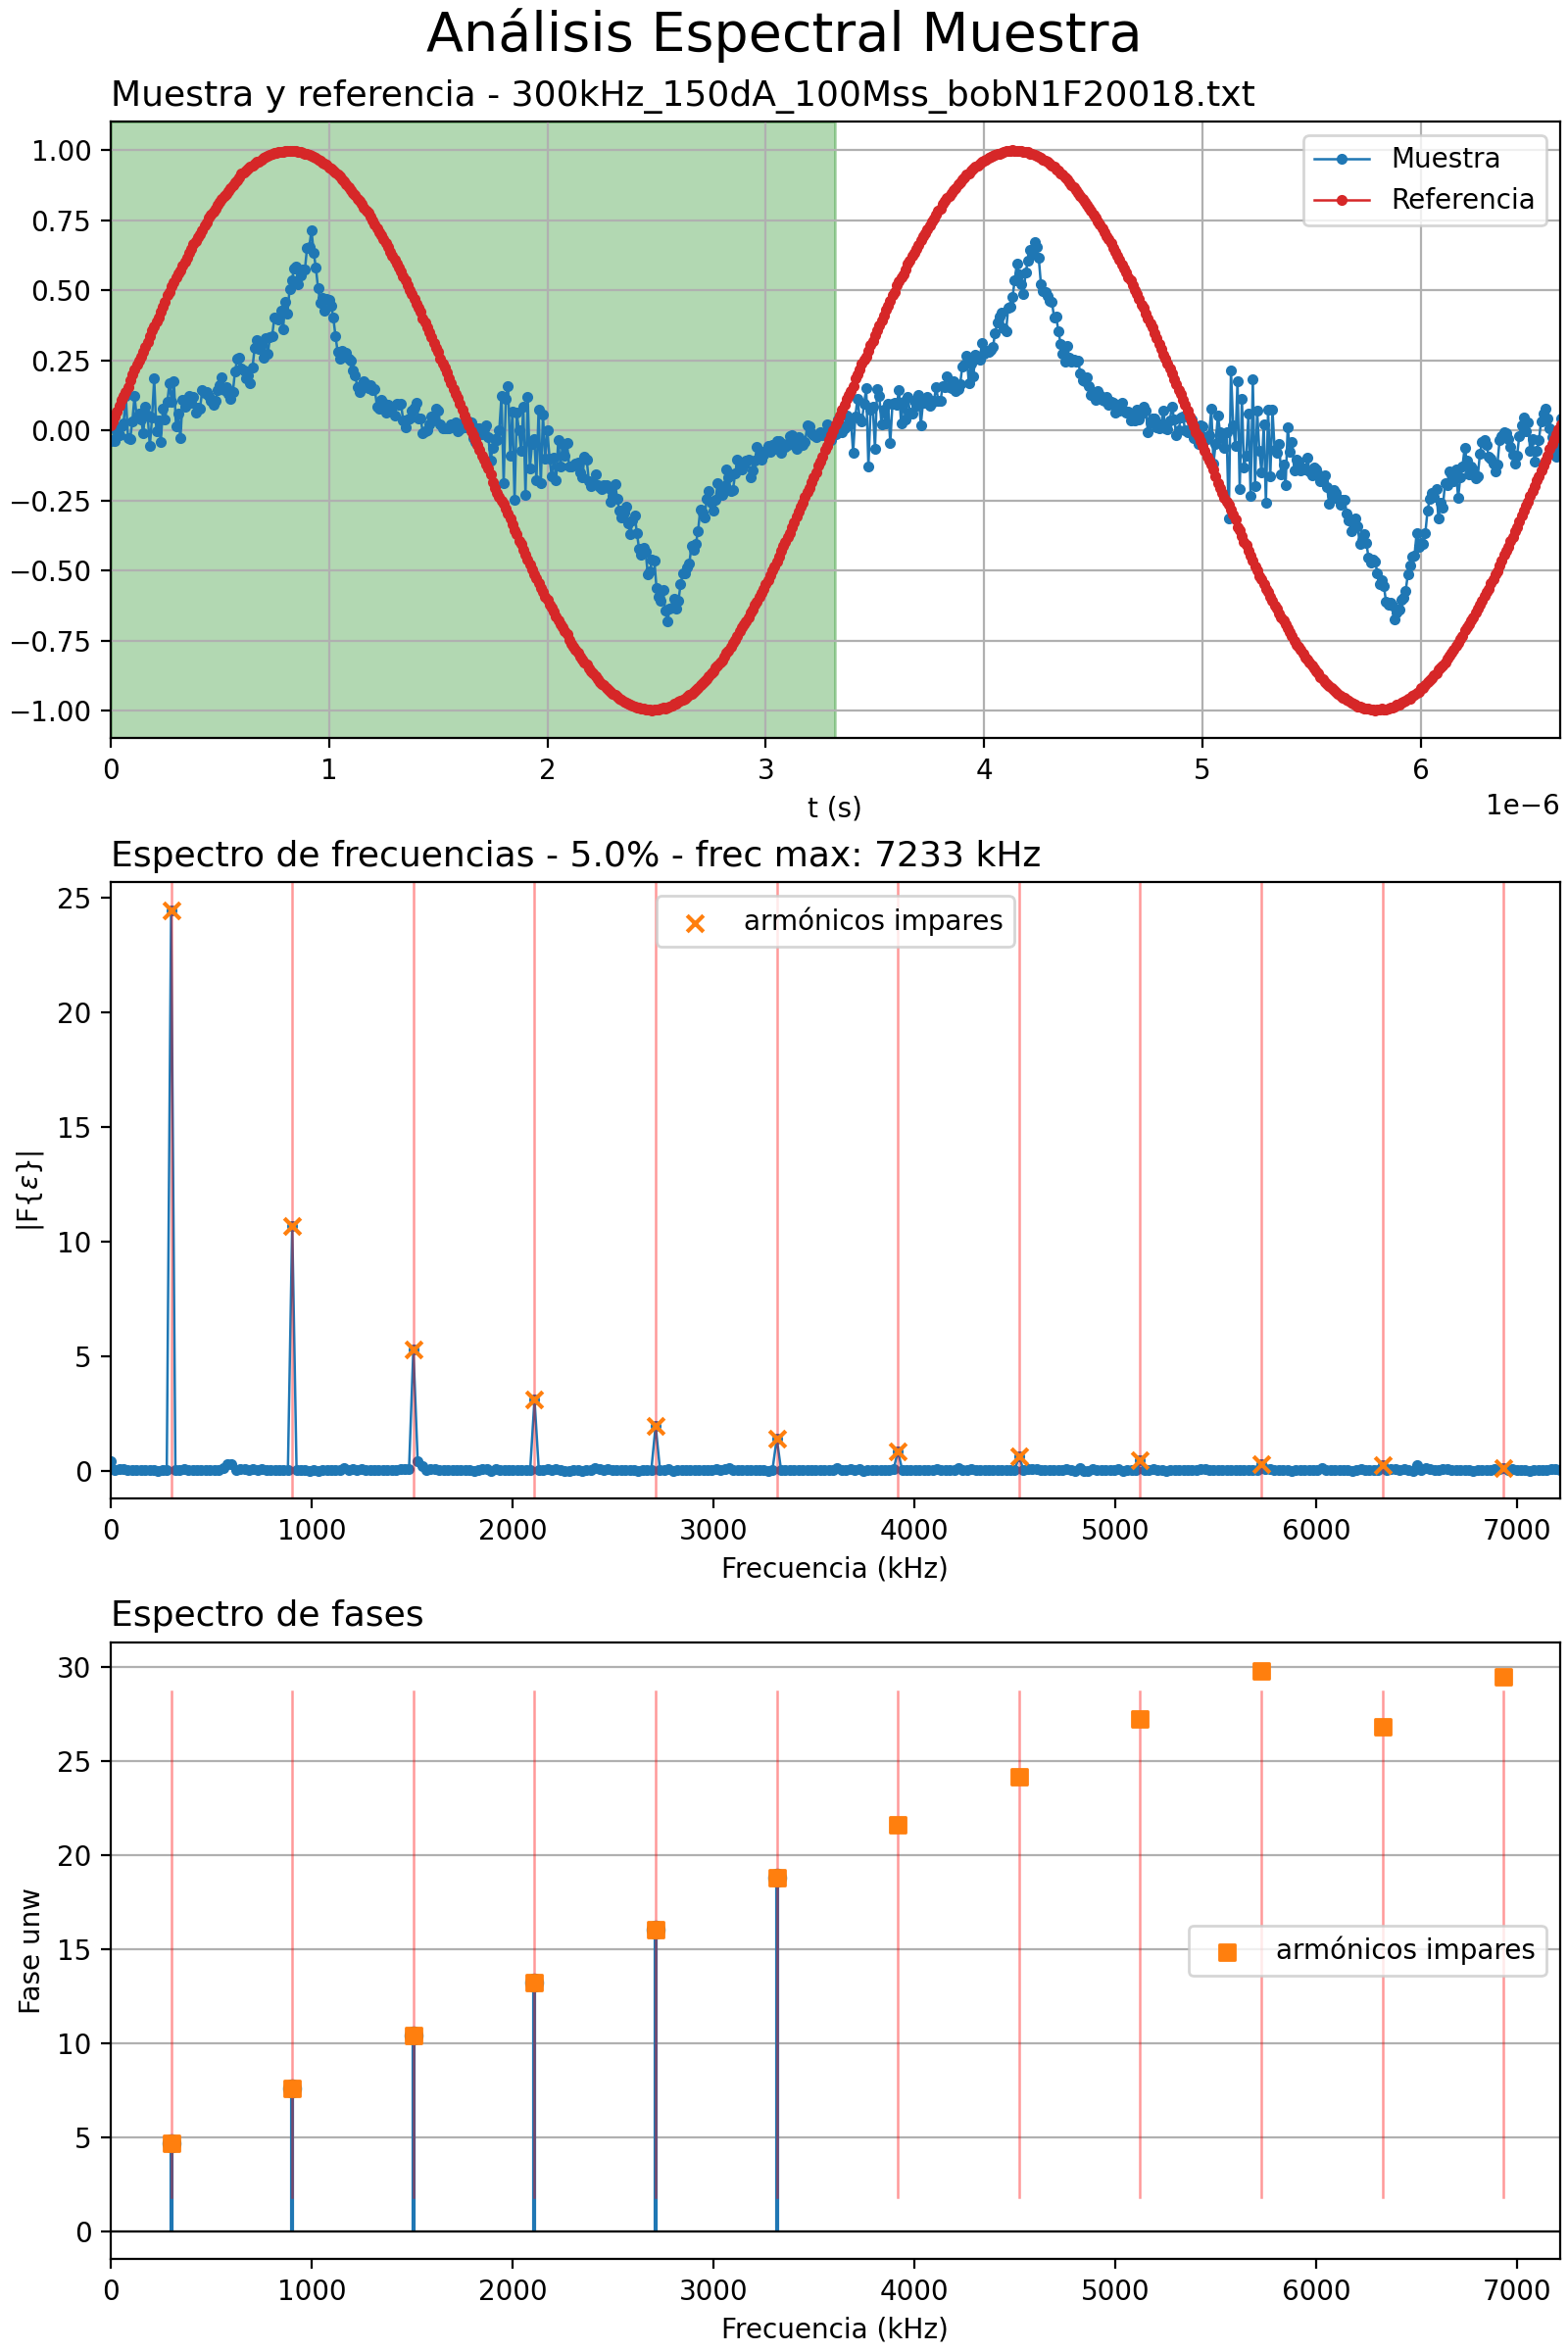 Análisis Espectral Muestra
Muestra y referencia - 300kHz_150dA_100Mss_bobN1F20018.txt
1.00
0.75
0.50
0.25
0.00
−0.25
−0.50
−0.75
−1.00
Muestra
Referencia
0 1 2 3 4 5 6
1e−6
t (s)
Espectro de frecuencias - 5.0% - frec max: 7233 kHz
25
20
15
10
5
0
|F{ε}|
armónicos impares
0 1000 2000 3000 4000 5000 6000 7000
Frecuencia (kHz)
Espectro de fases
30
25
20
15
10
5
0
Fase unw
armónicos impares
0 1000 2000 3000 4000 5000 6000 7000
Frecuencia (kHz)